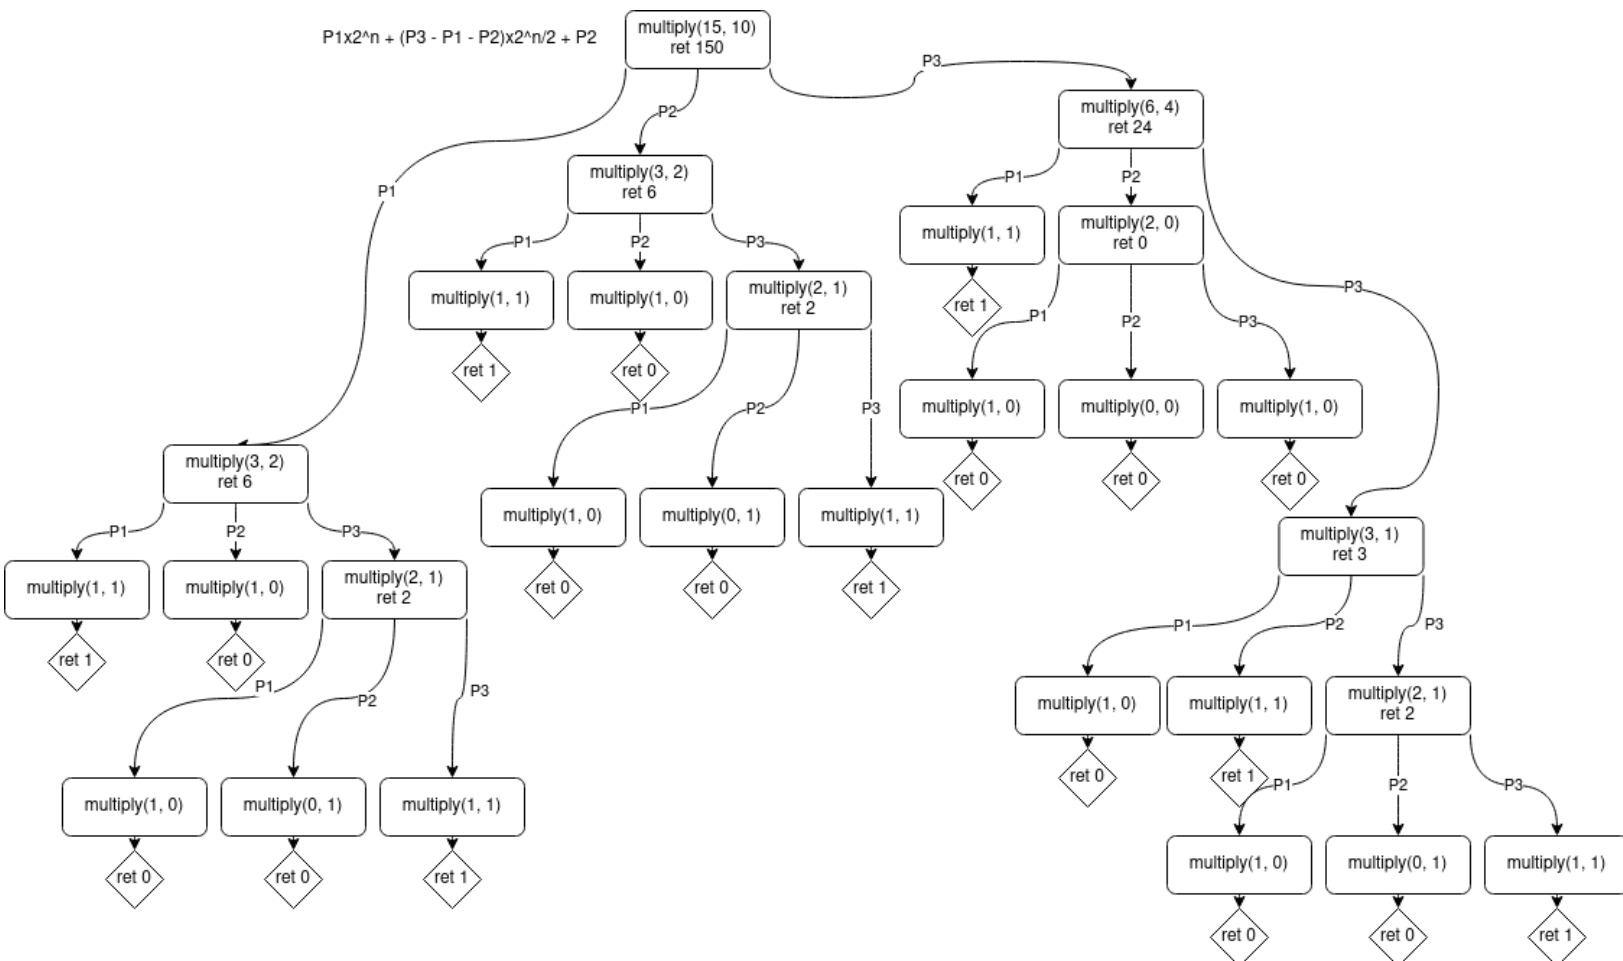 P1x2^n + (P3 - P1 - P2)x2^n/2 + P2
multiply(15, 10)
ret 150
P3
P2
P1
multiply(6, 4)
ret 24
P1
P2
P3
multiply(3, 2)
ret 6
P1
P2
P3
multiply(1, 1)
ret 1
multiply(2, 0)
ret 0
P1
P2
P3
multiply(1, 1)
ret 1
multiply(1, 0)
ret 0
multiply(2, 1)
ret 2
P1
P2
P3
multiply(1, 0)
ret 0
multiply(0, 0)
ret 0
multiply(1, 0)
ret 0
multiply(3, 2)
ret 6
P1
P2
P3
multiply(1, 0)
ret 0
multiply(0, 1)
ret 0
multiply(1, 1)
ret 1
multiply(3, 1)
ret 3
P1
P2
P3
multiply(1, 1)
ret 1
multiply(1, 0)
ret 0
multiply(2, 1)
ret 2
P1
P2
P3
multiply(1, 0)
ret 0
multiply(1, 1)
ret 1
multiply(2, 1)
ret 2
P1
P2
P3
multiply(1, 0)
ret 0
multiply(0, 1)
ret 0
multiply(1, 1)
ret 1
multiply(1, 0)
ret 0
multiply(0, 1)
ret 0
multiply(1, 1)
ret 1